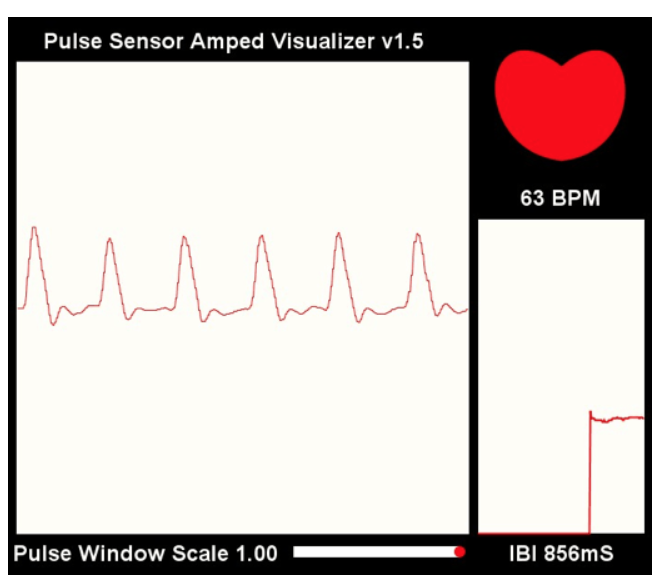 Pulse Sensor Amped Visualizer v1.5
63 BPM
Pulse Window Scale 1.00
IBI 856mS